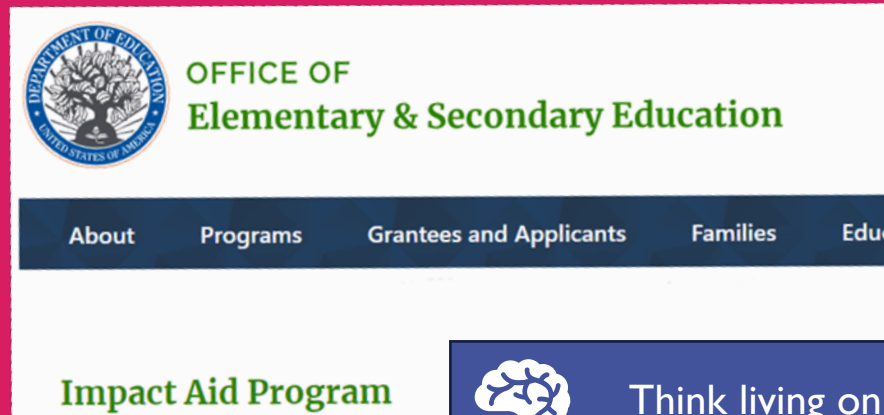 DEPARTMENT OF EDUCATION
UNITED STATES OF AMERICA
OFFICE OF
Elementary & Secondary Education
About Programs Grantees and Applicants Families Educ
Impact Aid Program
Think living on